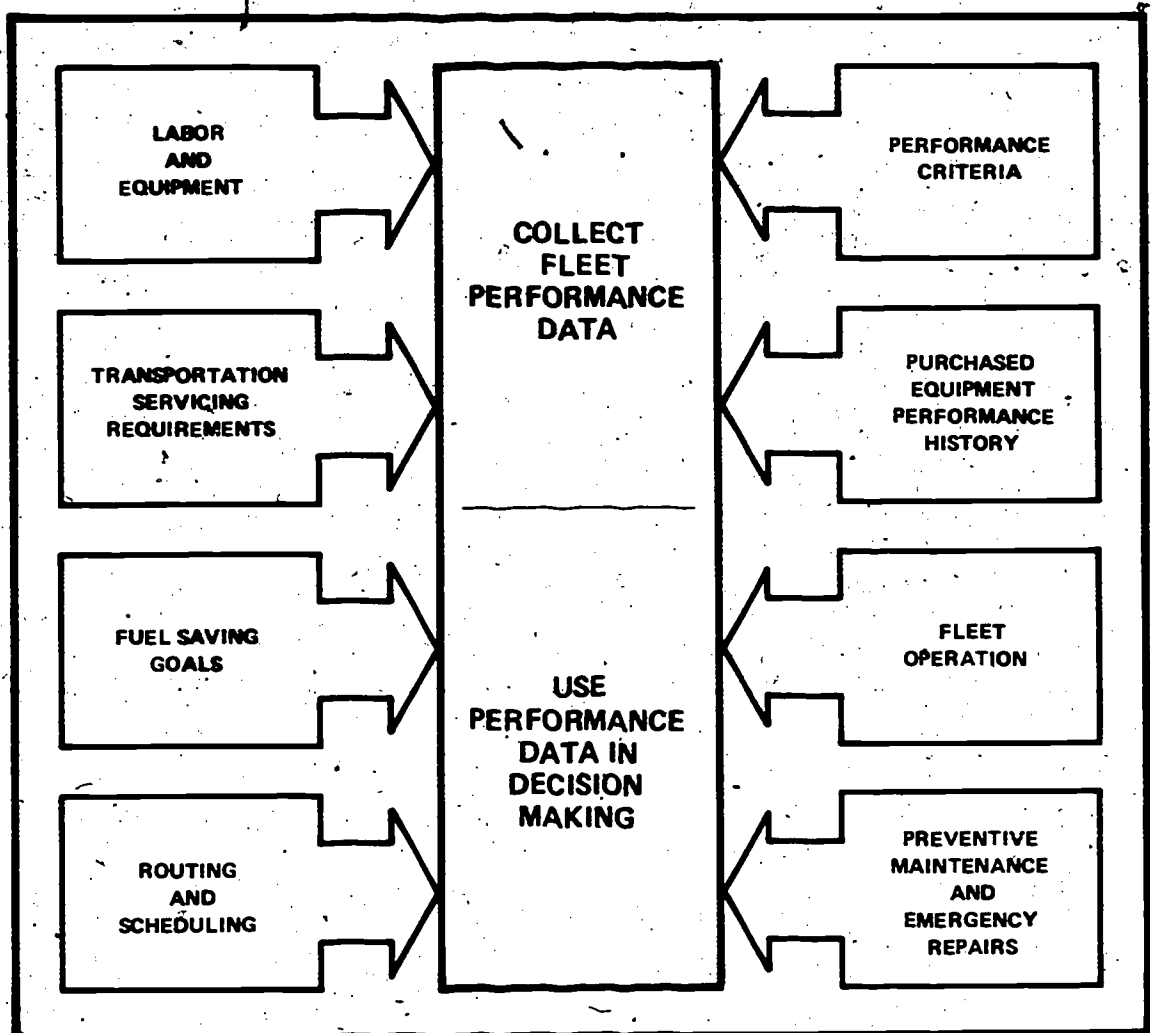 LABOR
AND
EQUIPMENT
TRANSPORTATION
SERVICING
REQUIREMENTS
FUEL SAVING
GOALS
ROUTING
AND
SCHEDULING
COLLECT
FLEET
PERFORMANCE
DATA
USE
PERFORMANCE
DATA IN
DECISION
MAKING
PERFORMANCE
CRITERIA
PURCHASED
EQUIPMENT
PERFORMANCE
HISTORY
FLEET
OPERATION
PREVENTIVE
MAINTENANCE
AND
EMERGENCY
REPAIRS